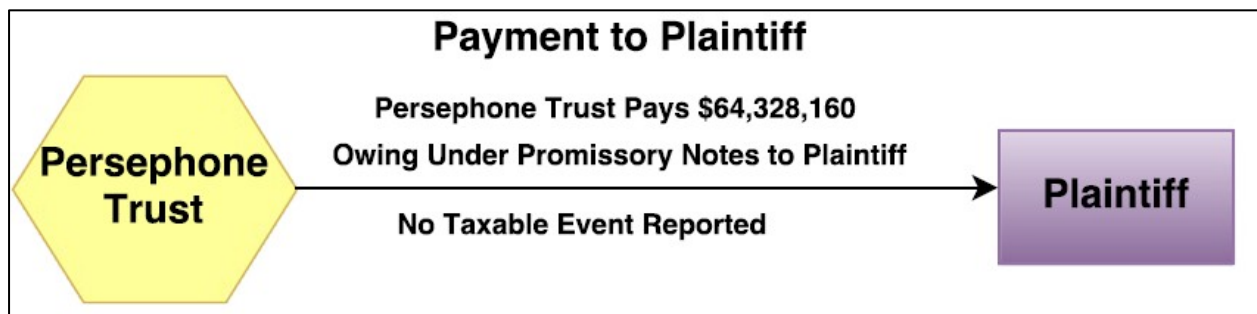 Payment to Plaintiff
Persephone Trust Pays $64,328,160
Owing Under Promissory Notes to Plaintiff
Persephone
Trust
Plaintiff
No Taxable Event Reported